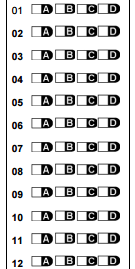 01 A B C D
02 A B C D
03 A B C D
04 A B C D
05 A B C D
06 A B C D
07 A B C D
08 A B C D
09 A B C D
10 A B C D
11 A B C D
12 A B C D